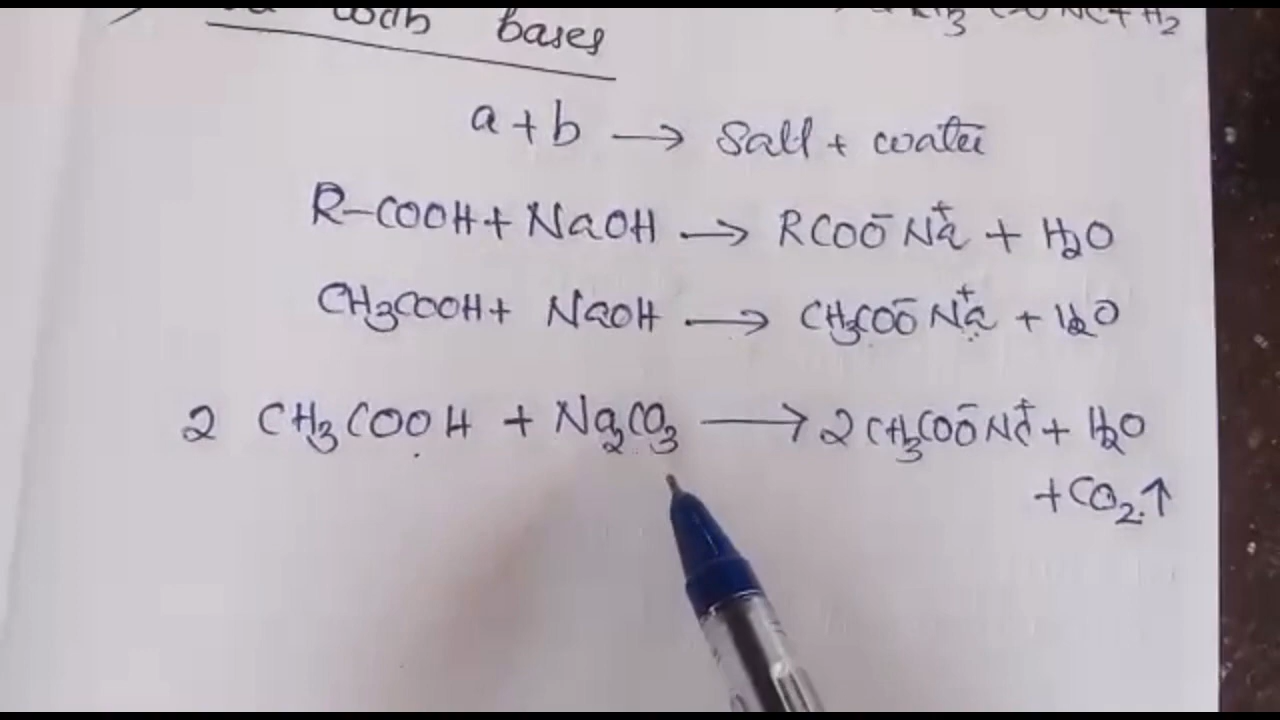 with bases
a + b → Salt + water
R-COOH + NaOH → RCOO⁻ Na⁺ + H₂O
CH₃COOH + NaOH → CH₃COO⁻ Na⁺ + H₂O
2 CH₃COOH + Na₂CO₃ → 2 CH₃COO⁻ Na⁺ + H₂O
+ CO₂ ↑